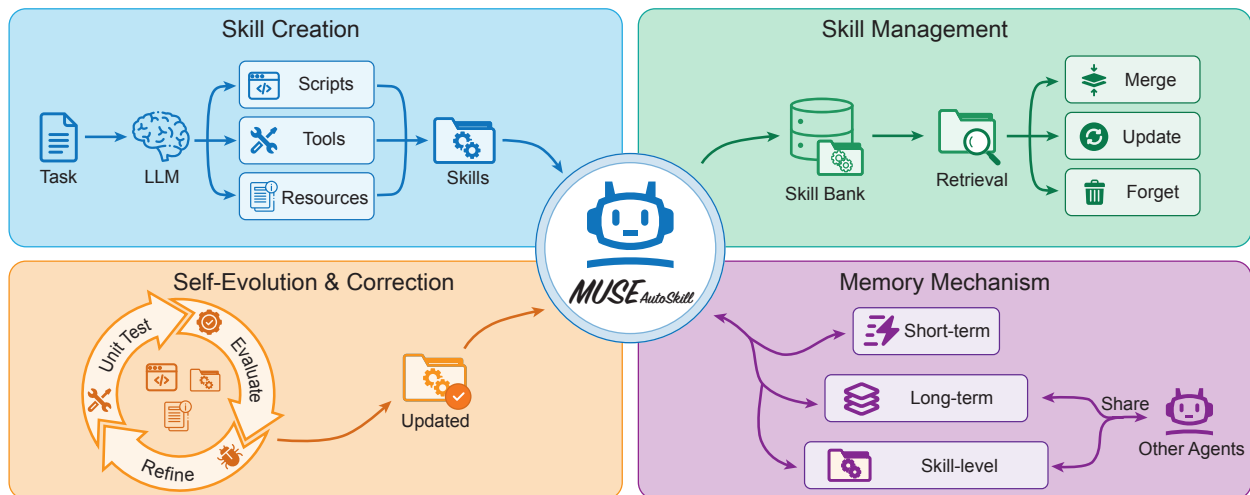 Skill Creation
Task
LLM
Scripts
Tools
Resources
Skills
Skill Management
Skill Bank
Retrieval
Merge
Update
Forget
MUSE AutoSkill
Self-Evolution & Correction
Unit Test
Evaluate
Refine
Updated
Memory Mechanism
Short-term
Long-term
Skill-level
Share
Other Agents